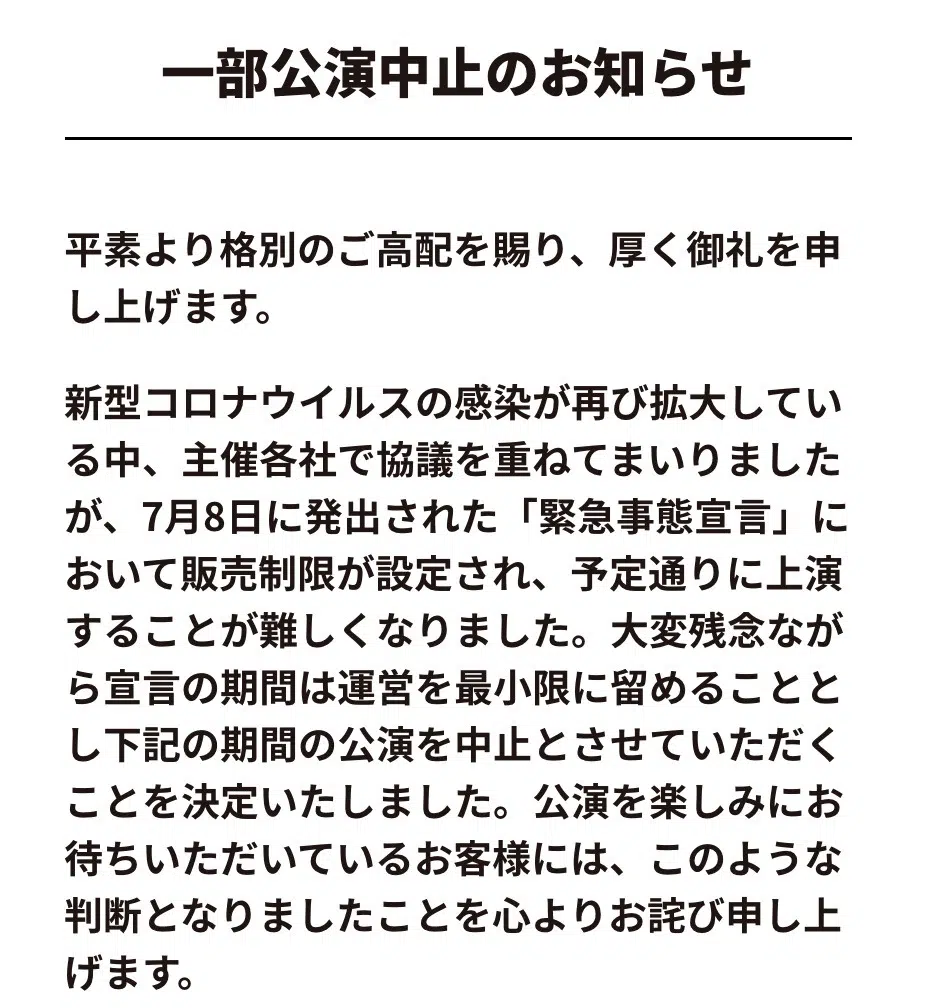 一部公演中止のお知らせ
平素より格別のご高配を賜り、厚く御礼を申
し上げます。
新型コロナウイルスの感染が再び拡大してい
る中、主催各社で協議を重ねてまいりました
が、7月8日に発出された「緊急事態宣言」に
おいて販売制限が設定され、予定通りに上演
することが難しくなりました。大変残念なが
ら宣言の期間は運営を最小限に留めることと
し下記の期間の公演を中止とさせていただく
ことを決定いたしました。公演を楽しみにお
待ちいただいているお客様には、このような
判断となりましたことを心よりお詫び申し上
げます。